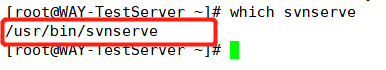 [root@WAY-TestServer ~]# which svnserve
/usr/bin/svnserve
[root@WAY-TestServer ~]#